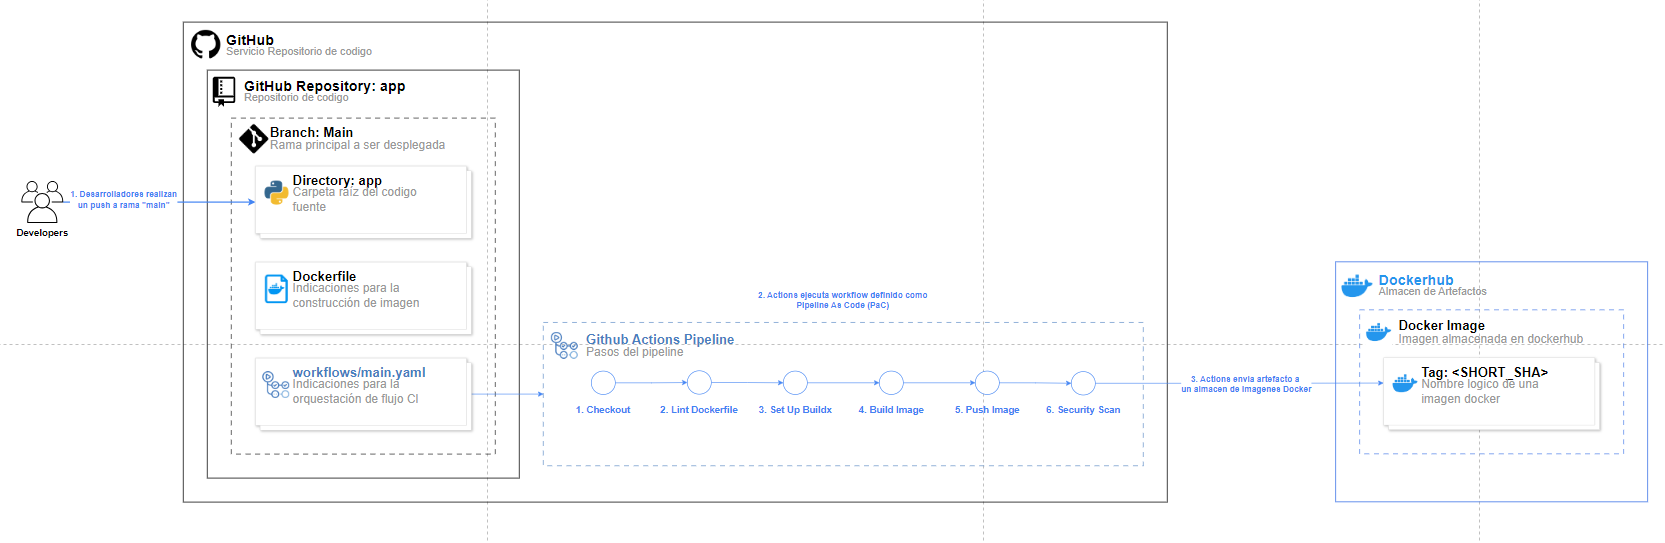 GitHub
Servicio Repositorio de codigo
GitHub Repository: app
Repositorio de codigo
Branch: Main
Rama principal a ser desplegada
Directory: app
Carpeta raíz del codigo
fuente
1. Desarrolladores realizan
un push a rama "main"
Developers
Dockerfile
Indicaciones para la
construcción de imagen
workflows/main.yaml
Indicaciones para la
orquestación de flujo CI
2. Actions ejecuta workflow definido como
Pipeline As Code (PaC)
Github Actions Pipeline
Pasos del pipeline
1. Checkout
2. Lint Dockerfile
3. Set Up Buildx
4. Build Image
5. Push Image
6. Security Scan
3. Actions envia artefacto a
un almacen de imagenes Docker
Dockerhub
Almacen de Artefactos
Docker Image
Imagen almacenada en dockerhub
Tag: <SHORT_SHA>
Nombre logico de una
imagen docker